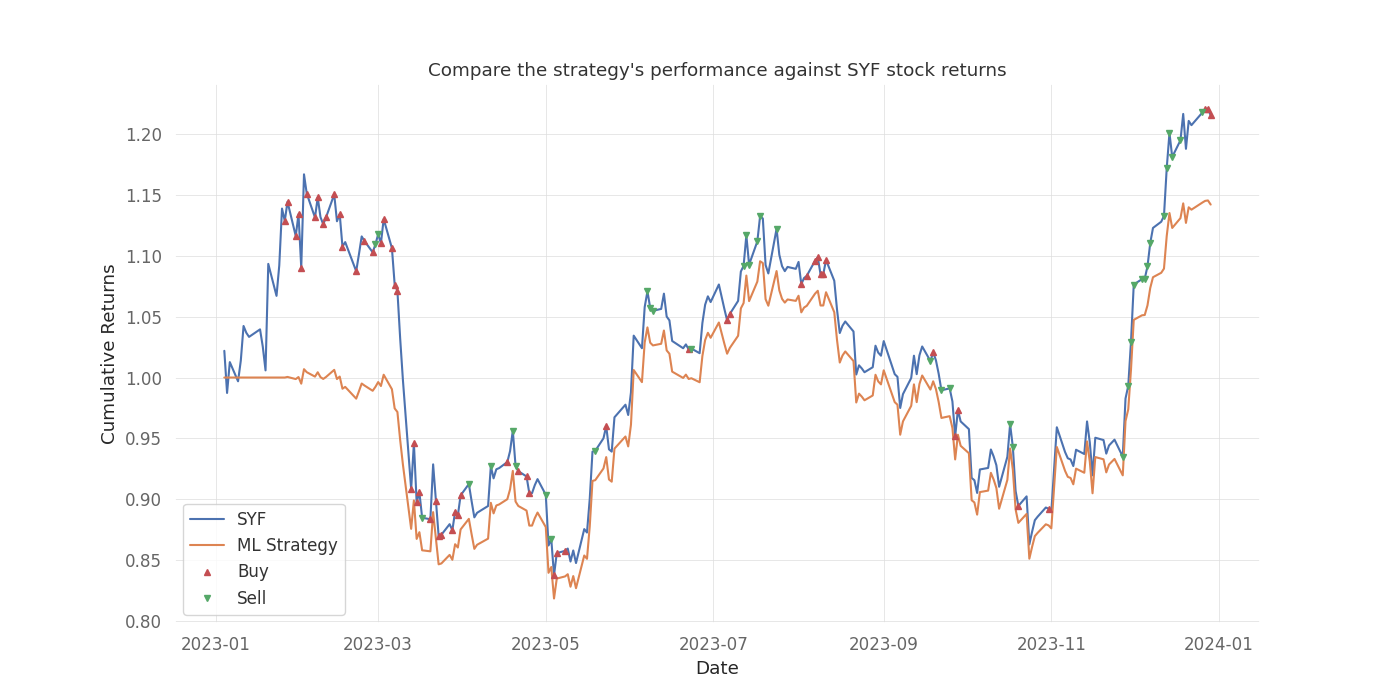 Compare the strategy's performance against SYF stock returns
Cumulative Returns
1.20
1.15
1.10
1.05
1.00
0.95
0.90
0.85
0.80
SYF
ML Strategy
Buy
Sell
2023-01 2023-03 2023-05 2023-07 2023-09 2023-11 2024-01
Date